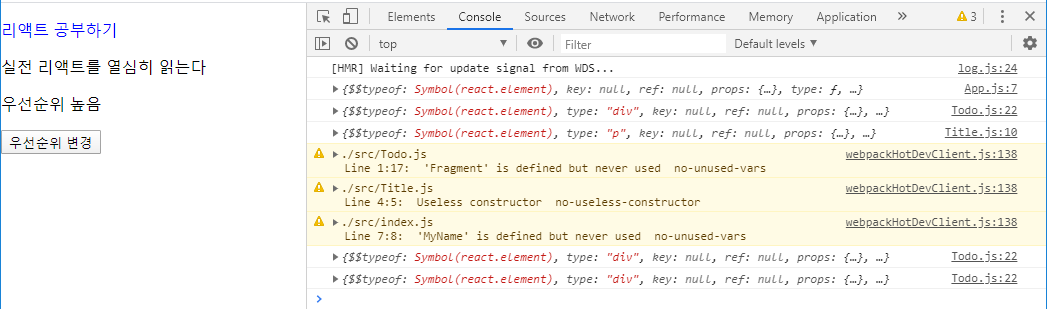 리액트 공부하기
실전 리액트를 열심히 읽는다
우선순위 높음
우선순위 변경
Elements Console Sources Network Performance Memory Application » 3
top Filter Default levels
[HMR] Waiting for update signal from WDS... log.js:24
{$$typeof: Symbol(react.element), key: null, ref: null, props: {…}, type: ƒ, …} App.js:7
{$$typeof: Symbol(react.element), type: "div", key: null, ref: null, props: {…}, …} Todo.js:22
{$$typeof: Symbol(react.element), type: "p", key: null, ref: null, props: {…}, …} Title.js:10
./src/Todo.js webpackHotDevClient.js:138
Line 1:17: 'Fragment' is defined but never used no-unused-vars
./src/Title.js webpackHotDevClient.js:138
Line 4:5: Useless constructor no-useless-constructor
./src/index.js webpackHotDevClient.js:138
Line 7:8: 'MyName' is defined but never used no-unused-vars
{$$typeof: Symbol(react.element), type: "div", key: null, ref: null, props: {…}, …} Todo.js:22
{$$typeof: Symbol(react.element), type: "div", key: null, ref: null, props: {…}, …} Todo.js:22